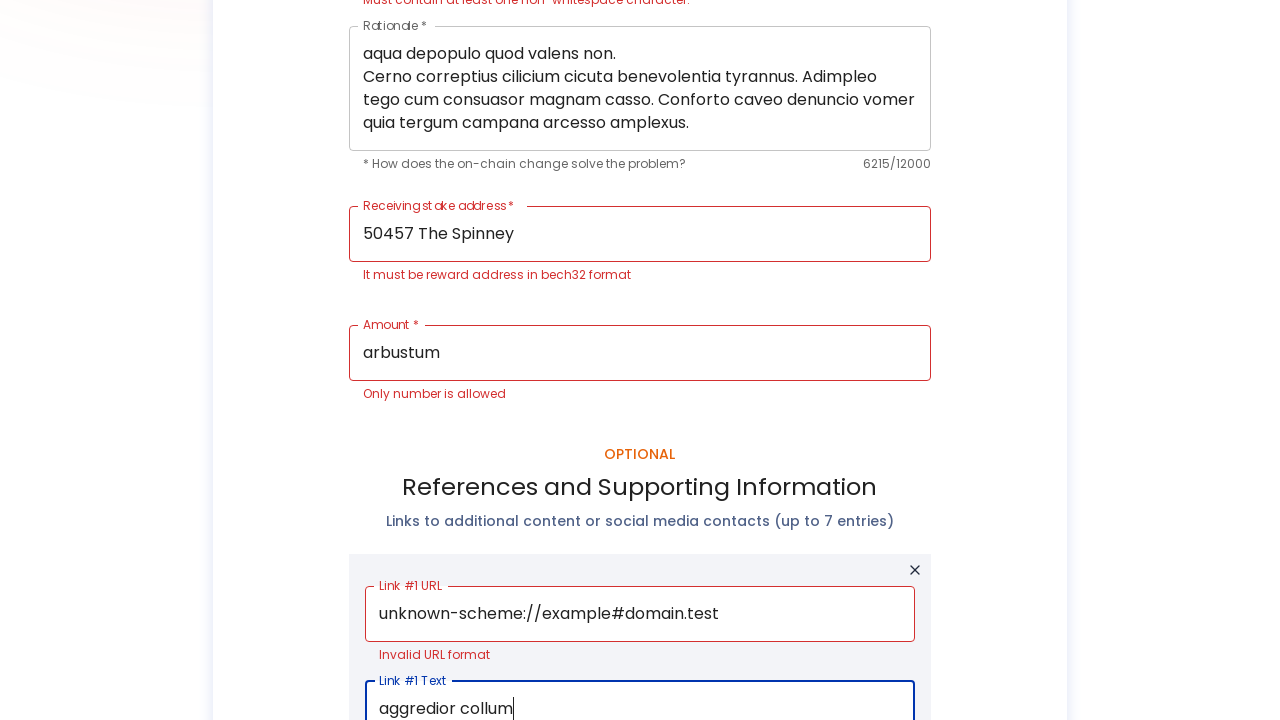 Must contain at least one non-whitespace character.
Rationale *
aqua depopulo quod valens non.
Cerno correptius cilicium cicuta benevolentia tyrannus. Adimpleo
tego cum consuasor magnam casso. Conforto caveo denuncio vomer
quia tergum campana arcesso amplexus.
* How does the on-chain change solve the problem?
6215/12000
Receiving stake address *
50457 The Spinney
It must be reward address in bech32 format
Amount *
arbustum
Only number is allowed
OPTIONAL
References and Supporting Information
Links to additional content or social media contacts (up to 7 entries)
Link #1 URL
unknown-scheme://example#domain.test
Invalid URL format
Link #1 Text
aggredior collum